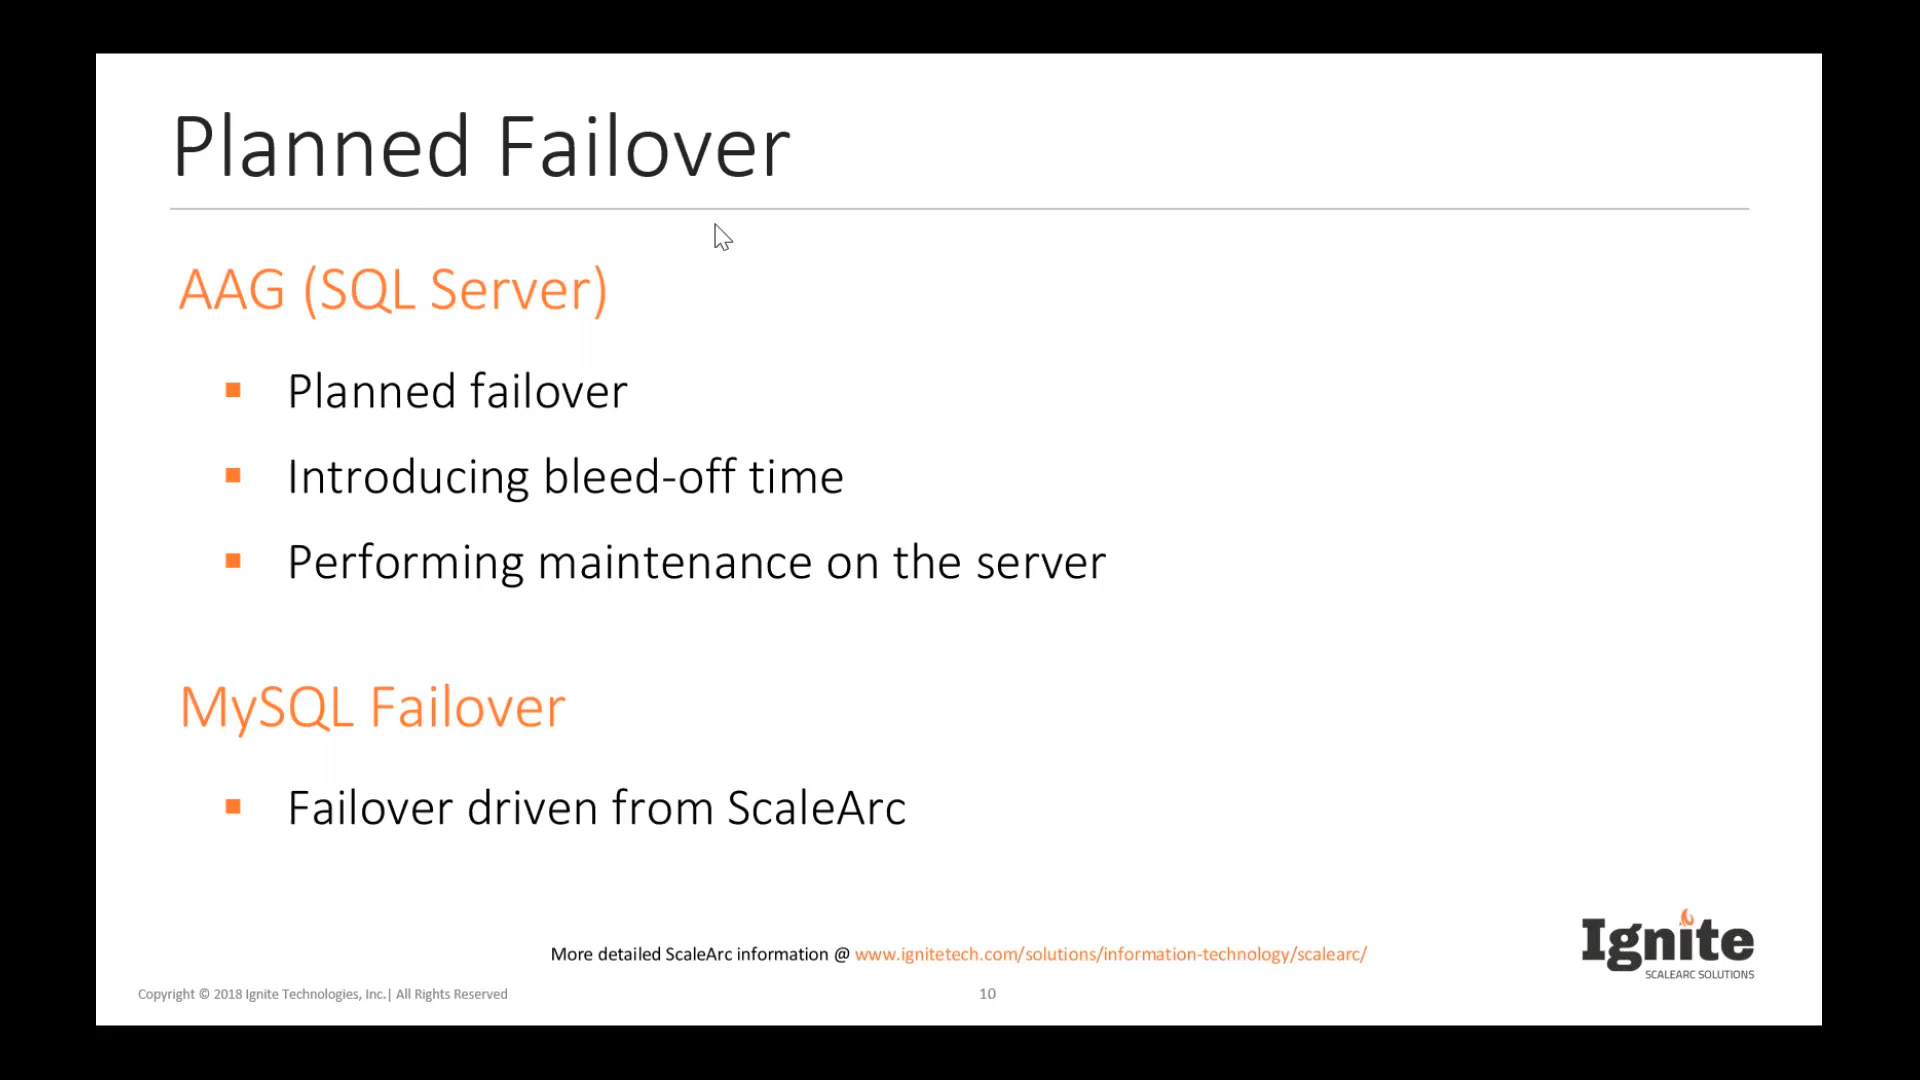 Planned Failover
AAG (SQL Server)
Planned failover
Introducing bleed-off time
Performing maintenance on the server
MySQL Failover
Failover driven from ScaleArc
More detailed ScaleArc information @ www.ignitetech.com/solutions/information-technology/scalearc/
Ignite
SCALEARC SOLUTIONS
Copyright © 2018 Ignite Technologies, Inc.| All Rights Reserved
10